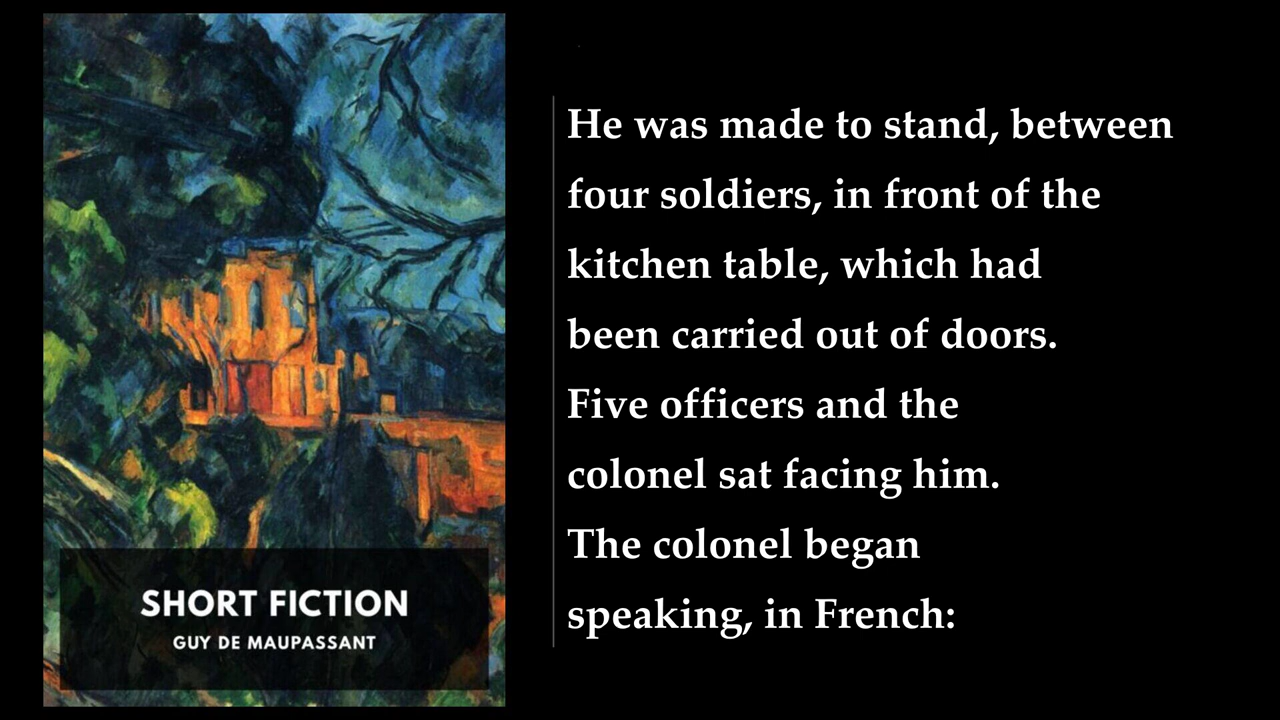 SHORT FICTION
GUY DE MAUPASSANT
He was made to stand, between
four soldiers, in front of the
kitchen table, which had
been carried out of doors.
Five officers and the
colonel sat facing him.
The colonel began
speaking, in French: